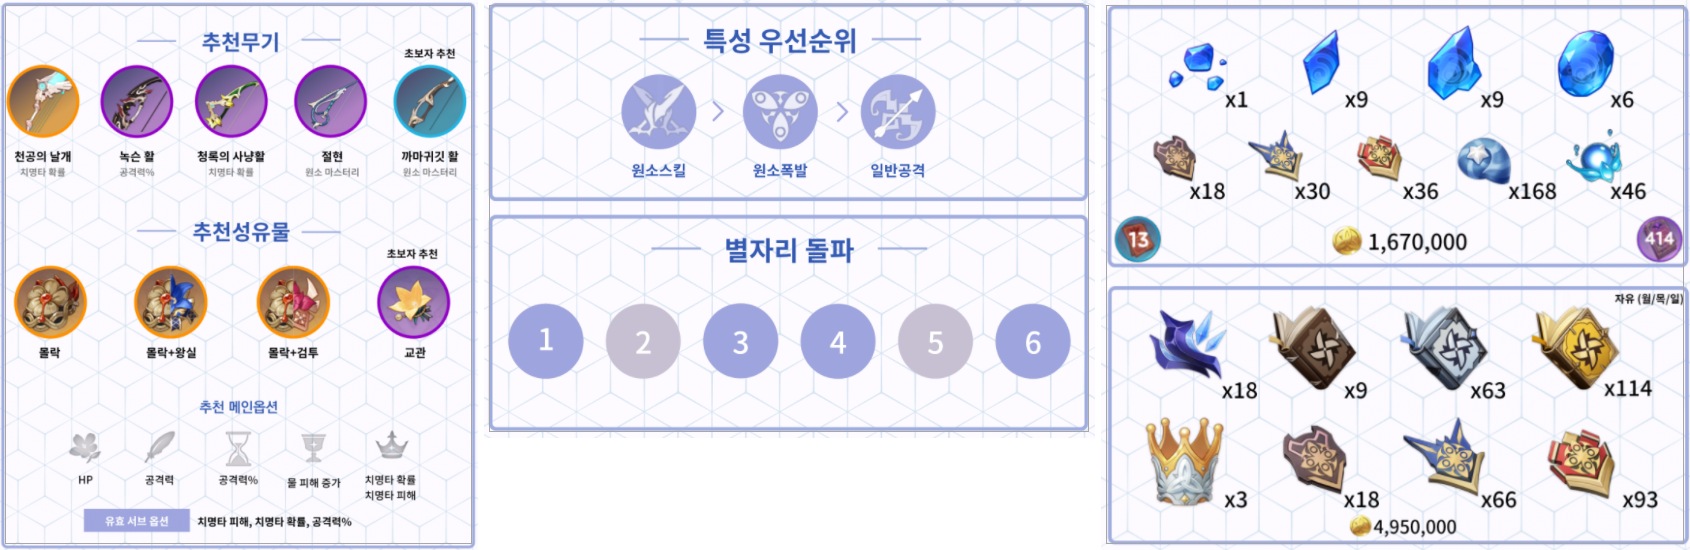 추천무기
초보자 추천
천공의 날개
치명타 확률
녹슨 활
공격력%
청록의 사냥활
치명타 확률
절현
원소 마스터리
까마귀깃 활
원소 마스터리
추천성유물
초보자 추천
몰락
몰락+왕실
몰락+검투
교관
추천 메인옵션
HP
공격력
공격력%
물 피해 증가
치명타 확률
치명타 피해
유효 서브 옵션
치명타 피해, 치명타 확률, 공격력%
특성 우선순위
원소스킬
원소폭발
일반공격
별자리 돌파
1 2 3 4 5 6
x1 x9 x9 x6
x18 x30 x36 x168 x46
13
1,670,000
414
자유 (월/목/일)
x18 x9 x63 x114
x3 x18 x66 x93
4,950,000